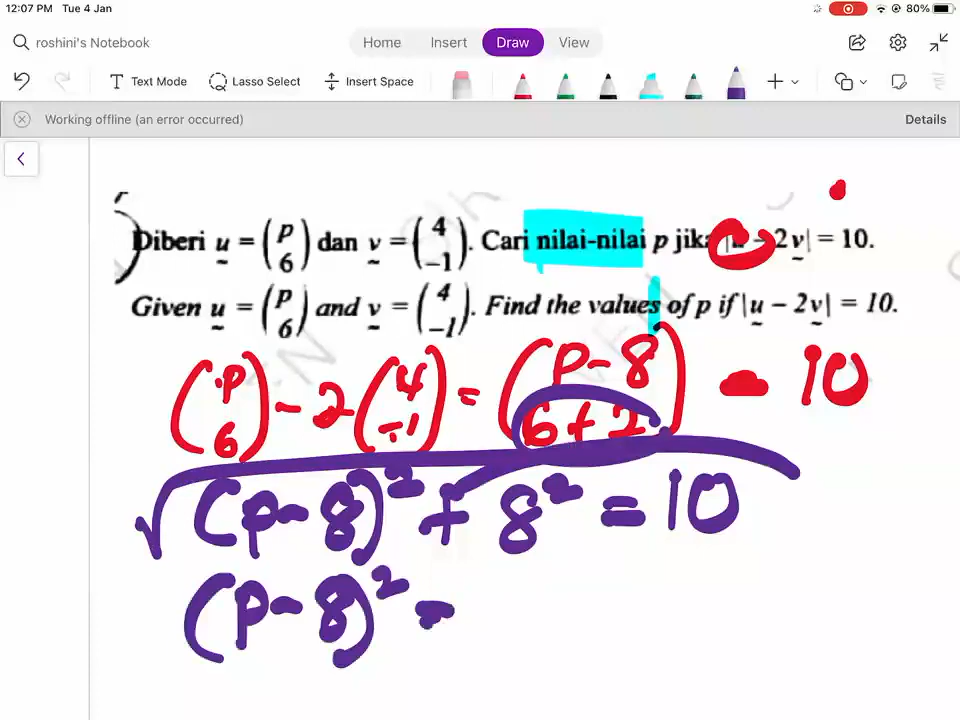 12:07 PM Tue 4 Jan 80%
roshini's Notebook Home Insert Draw View
Text Mode Lasso Select Insert Space
Working offline (an error occurred) Details
Diberi u = (p 6) dan v = (4 −1). Cari nilai-nilai p jika |u − 2v| = 10.
Given u = (p 6) and v = (4 −1). Find the values of p if |u − 2v| = 10.
(p 6) − 2 (4 −1) = (p−8 6+2) 10
√(p−8)² + 8² = 10
(p−8)² =